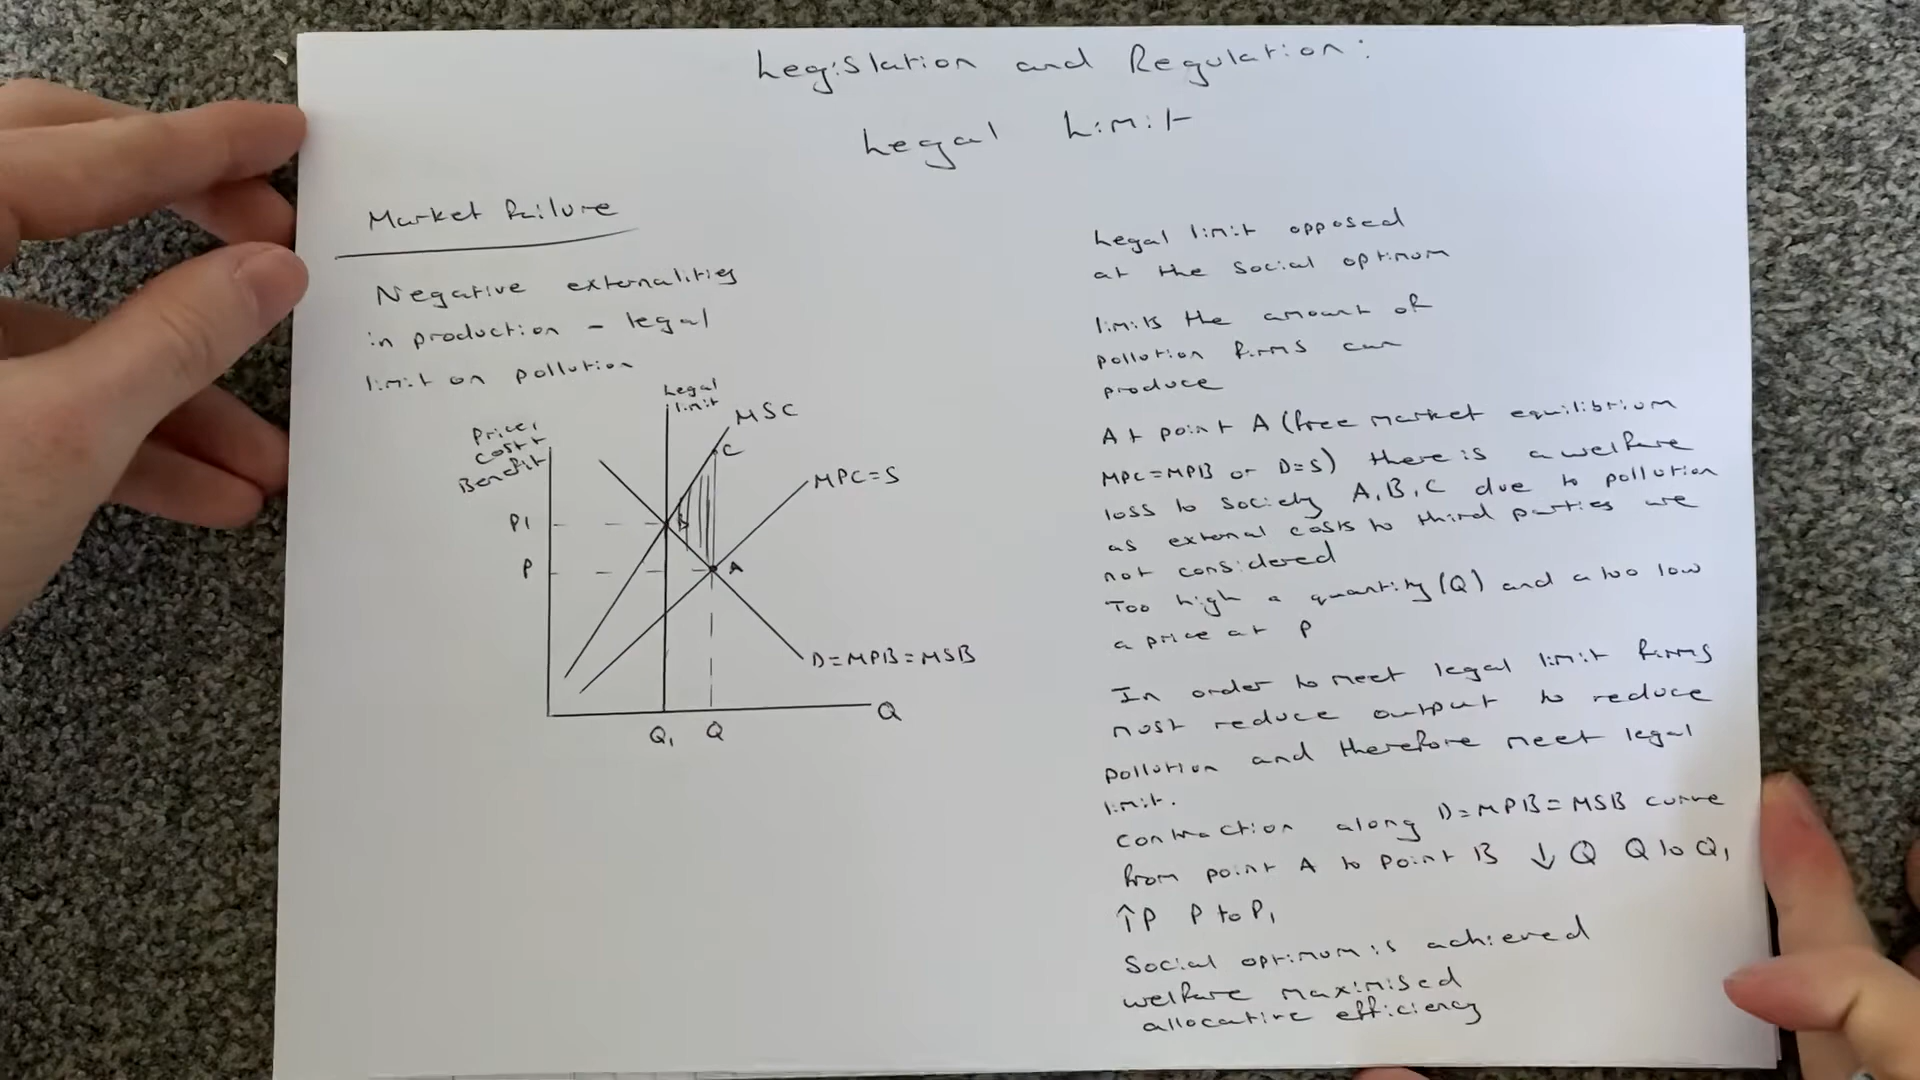 Legislation and Regulation:
Legal Limit
Market Failure
Negative externalities
in production - legal
limit on pollution
Legal
limit
MSC
C
Price,
Cost +
Benefit
MPC=S
P1
B
P
A
D=MPB=MSB
Q
Q1 Q
Legal limit opposed
at the social optimum
limits the amount of
pollution firms can
produce
At point A (free market equilibrium
MPC=MPB or D=S) there is a welfare
loss to society A,B,C due to pollution
as external costs to third parties are
not considered
Too high a quantity (Q) and a too low
a price at P
In order to meet legal limit firms
must reduce output to reduce
pollution and therefore meet legal
limit.
contraction along D=MPB=MSB curve
from point A to point B ↓ Q Q to Q1
↑P P to P1
Social optimum is achieved
welfare maximised
allocative efficiency